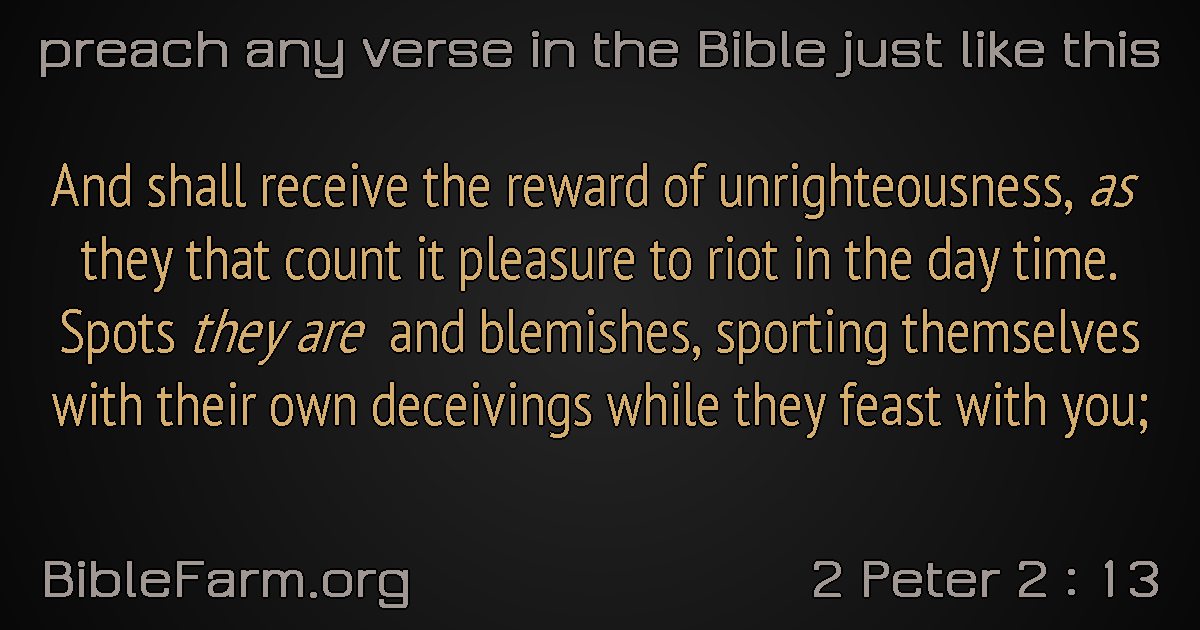 preach any verse in the Bible just like this
And shall receive the reward of unrighteousness, as
they that count it pleasure to riot in the day time.
Spots they are and blemishes, sporting themselves
with their own deceivings while they feast with you;
BibleFarm.org
2 Peter 2 : 13